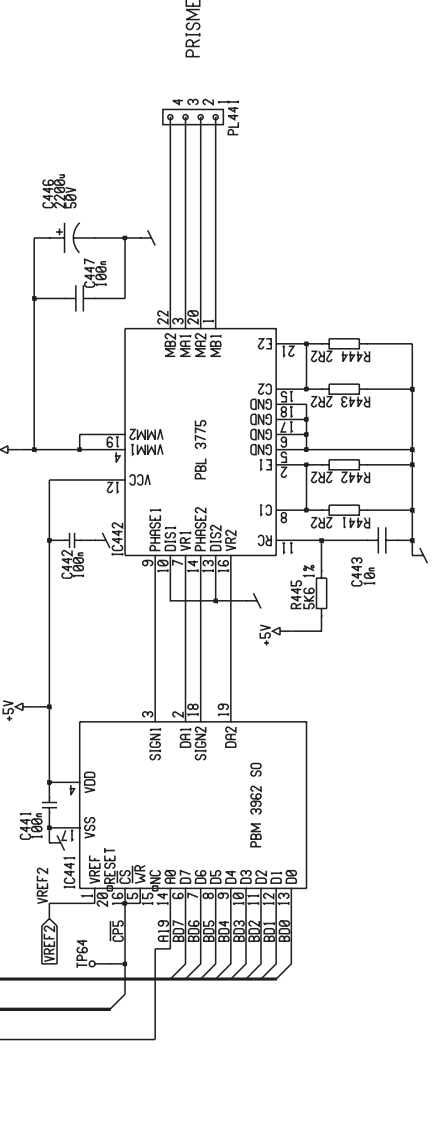 PRISME
4
3
2
1
PL441
C446
2200u
50V
+
C447
100n
22
3
20
1
MB2
MA1
MA2
MB1
19
4
12
VMM2
VMM1
VCC
PBL 3775
E2
C2
GND
GND
GND
GND
E1
C1
RC
21
15
18
17
6
5
2
8
11
R444 2R2
R443 2R2
R442 2R2
R441 2R2
IC442
C442
100n
PHASE1
DIS1
VR1
PHASE2
DIS2
VR2
9
10
7
14
13
16
R445
5K6 1%
C443
10n
+5V
+5V
3
2
18
19
SIGN1
DA1
SIGN2
DA2
4
VDD
C441
100n
17
VSS
IC441
PBM 3962 SO
VREF2
VREF2
1
20
16
5
15
14
6
7
8
9
10
11
12
13
VREF
RESET
CS
WR
NC
A0
D7
D6
D5
D4
D3
D2
D1
D0
CP5
TP64
A19
BD7
BD6
BD5
BD4
BD3
BD2
BD1
BD0